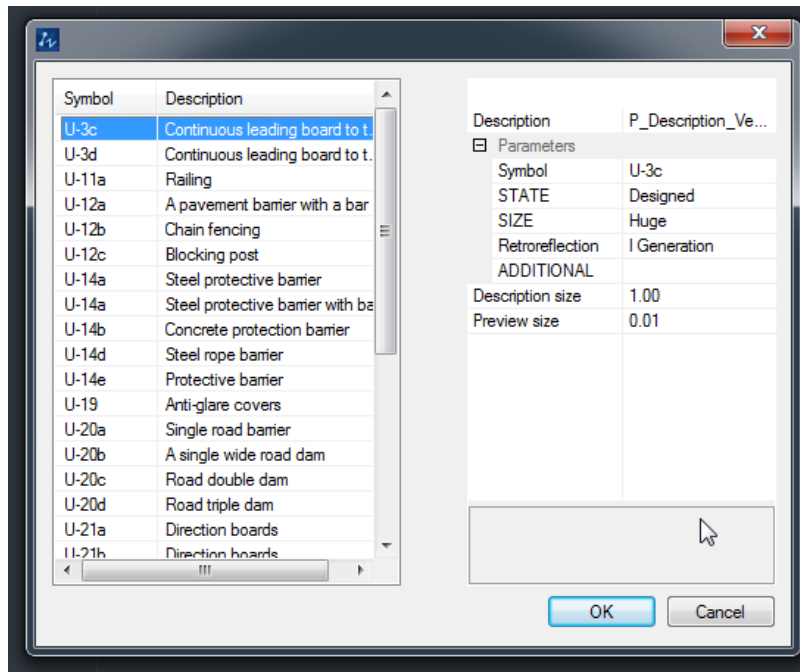 Symbol Description
U-3c Continuous leading board to t.
U-3d Continuous leading board to t.
U-11a Railing
U-12a A pavement barrier with a bar
U-12b Chain fencing
U-12c Blocking post
U-14a Steel protective barrier
U-14a Steel protective barrier with ba
U-14b Concrete protection barrier
U-14d Steel rope barrier
U-14e Protective barrier
U-19 Anti-glare covers
U-20a Single road barrier
U-20b A single wide road dam
U-20c Road double dam
U-20d Road triple dam
U-21a Direction boards
U-21b Direction boards
Description P_Description_Ve...
Parameters
Symbol U-3c
STATE Designed
SIZE Huge
Retroreflection I Generation
ADDITIONAL
Description size 1.00
Preview size 0.01
OK Cancel